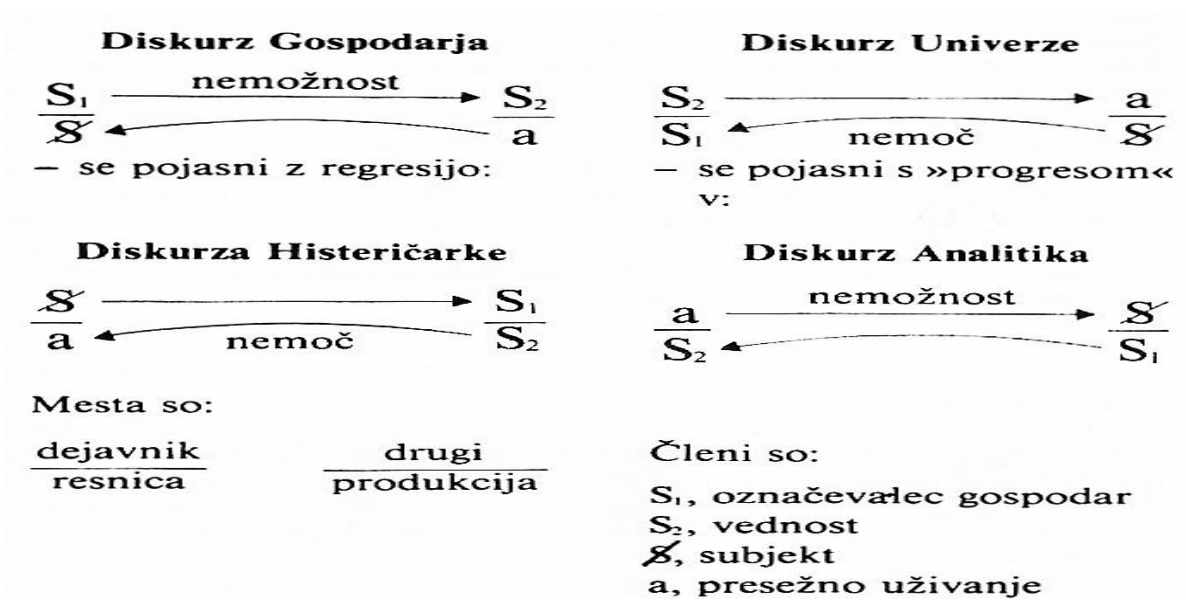 Diskurz Gospodarja
nemožnost
S₁ S₂
$ a
– se pojasni z regresijo:
Diskurz Univerze
S₂ a
S₁ nemoč $
– se pojasni s »progresom«
v:
Diskurza Histeričarke
$ S₁
a nemoč S₂
Diskurz Analitika
nemožnost
a $
S₂ S₁
Mesta so:
dejavnik drugi
resnica produkcija
Členi so:
S₁, označevalec gospodar
S₂, vednost
$, subjekt
a, presežno uživanje